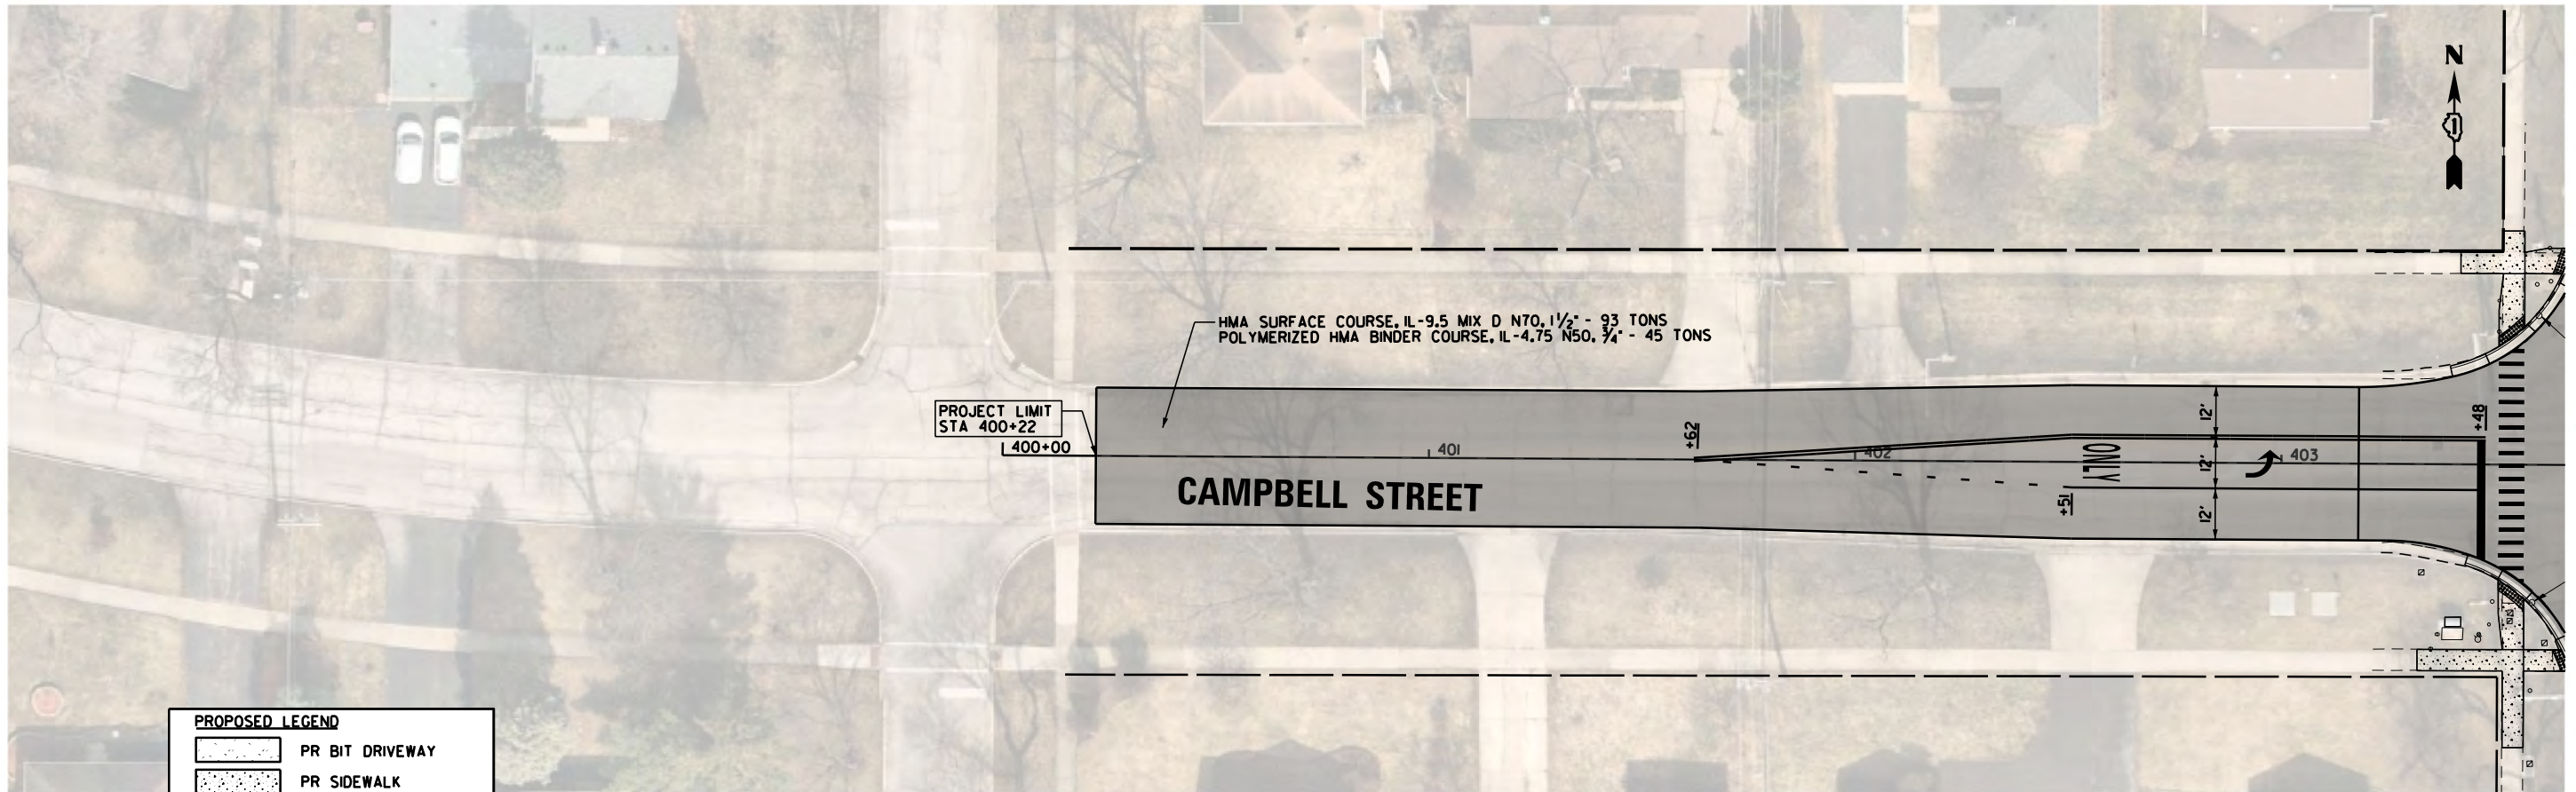 N
HMA SURFACE COURSE, IL-9.5 MIX D N70, 1 1/2" - 93 TONS
POLYMERIZED HMA BINDER COURSE, IL-4.75 N50, 3/4" - 45 TONS
PROJECT LIMIT
STA 400+22
400+00
401
+62
402
+51
ONLY
12'
12'
12'
403
+48
CAMPBELL STREET
PROPOSED LEGEND
PR BIT DRIVEWAY
PR SIDEWALK